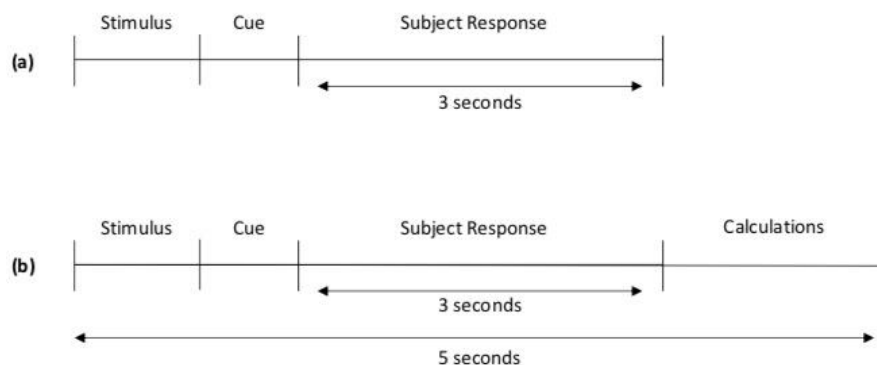 Stimulus Cue Subject Response
(a)
3 seconds
Stimulus Cue Subject Response Calculations
(b)
3 seconds
5 seconds